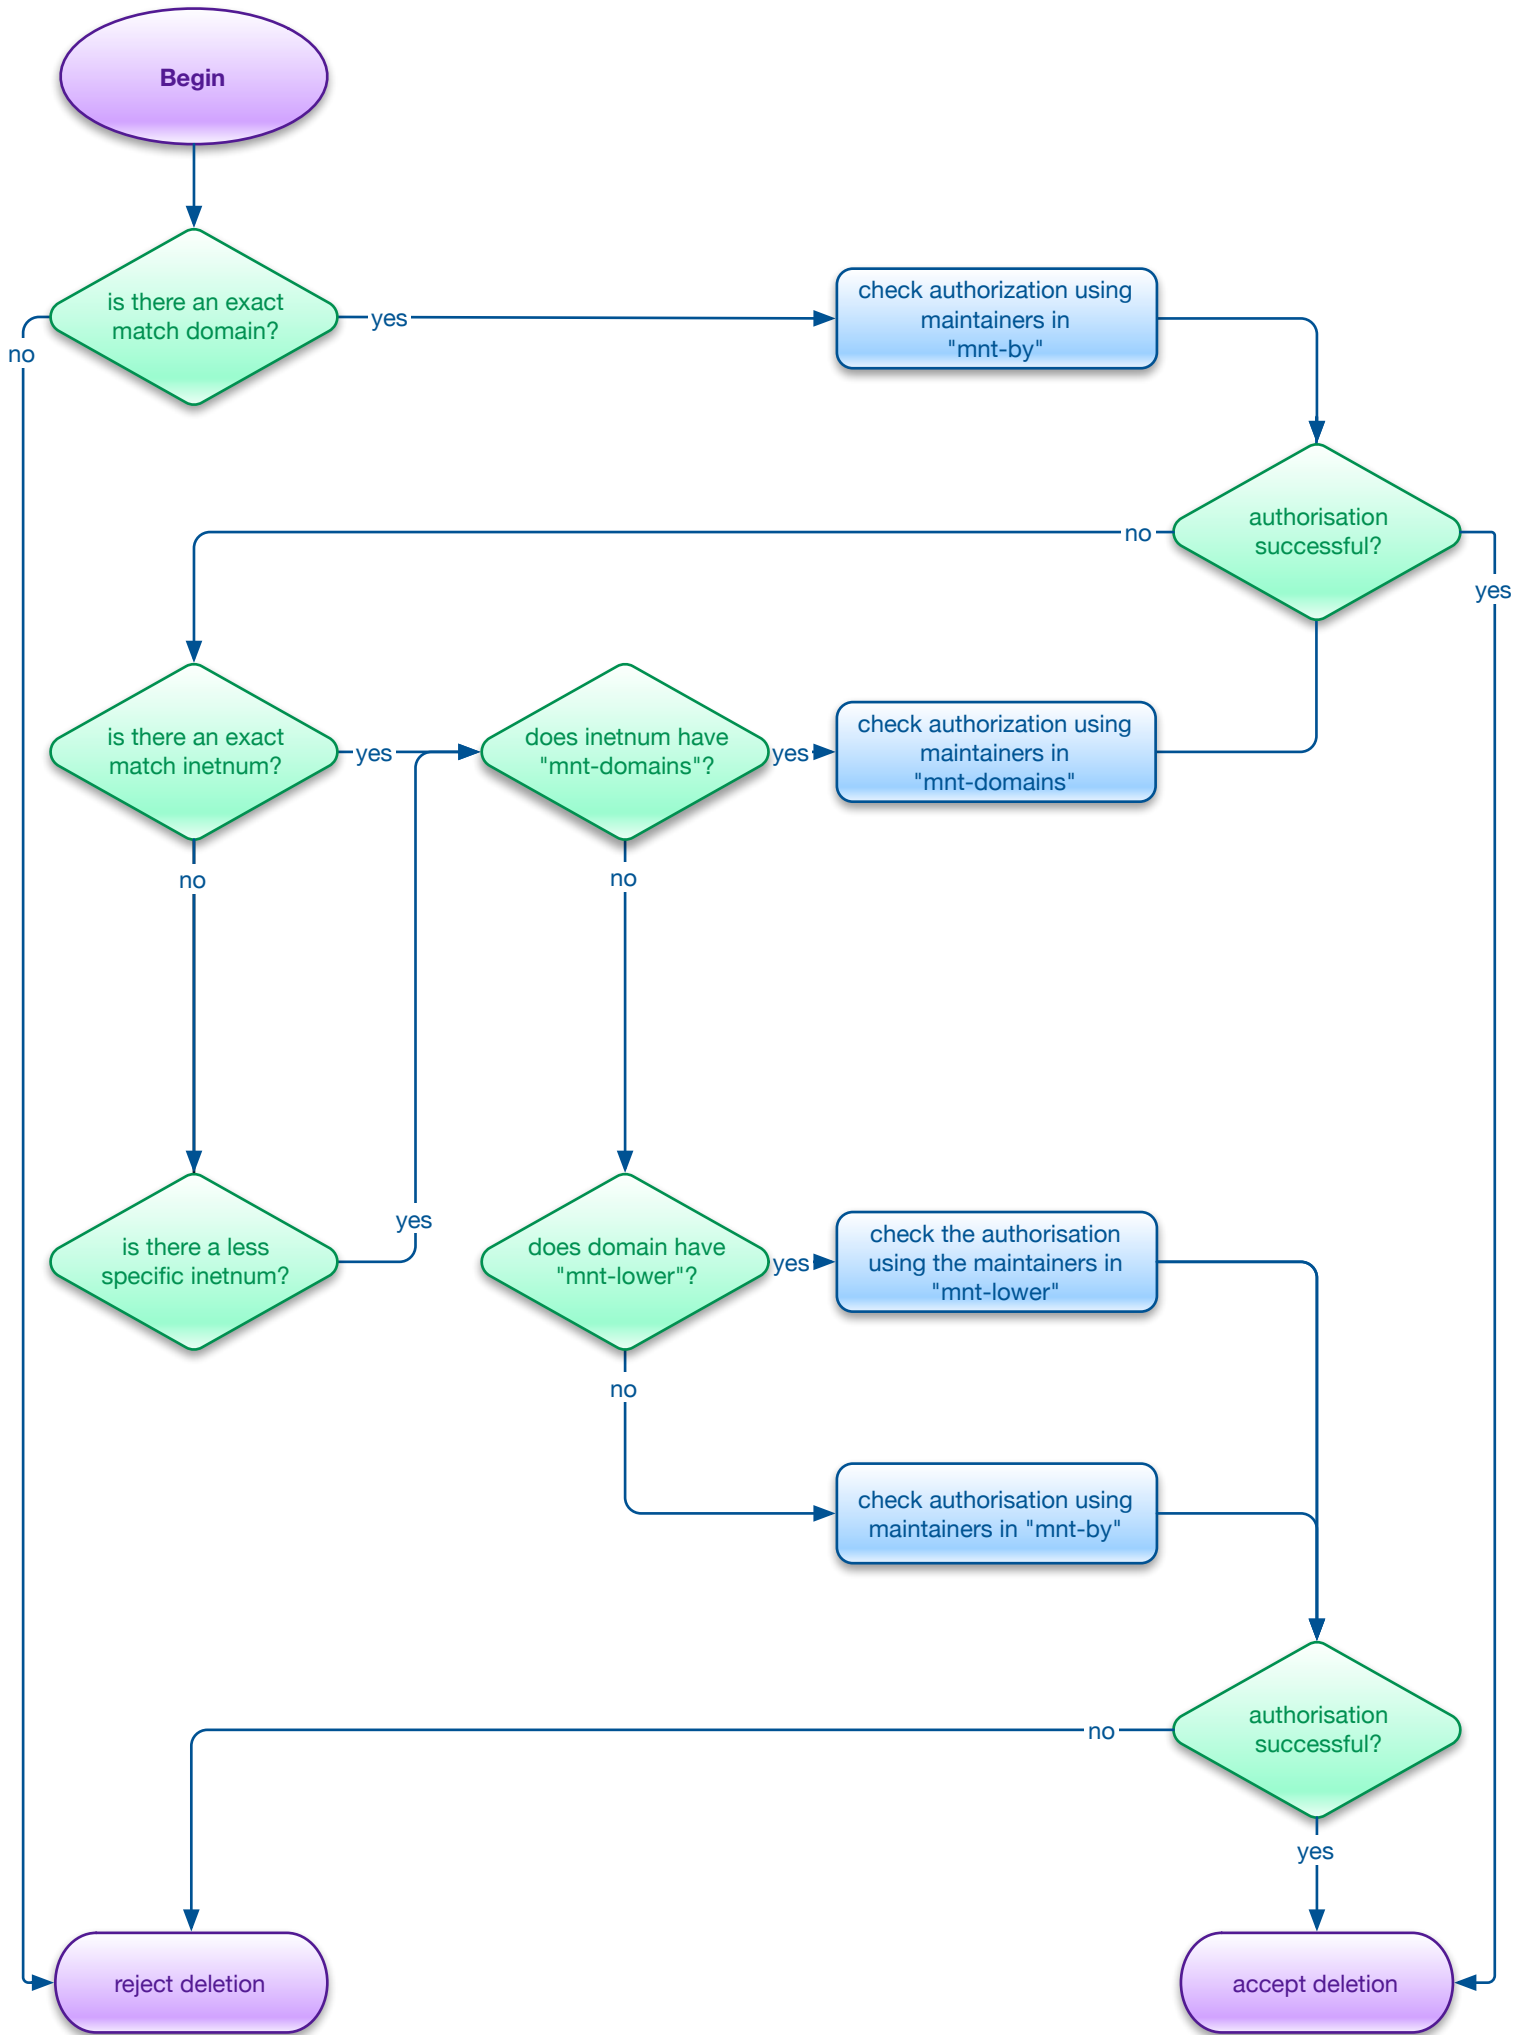 Begin
is there an exact
match domain?
yes
check authorization using
maintainers in
"mnt-by"
no
authorisation
successful?
no
yes
is there an exact
match inetnum?
yes
does inetnum have
"mnt-domains"?
yes
check authorization using
maintainers in
"mnt-domains"
no
no
yes
is there a less
specific inetnum?
does domain have
"mnt-lower"?
yes
check the authorisation
using the maintainers in
"mnt-lower"
no
check authorisation using
maintainers in "mnt-by"
authorisation
successful?
no
yes
reject deletion
accept deletion